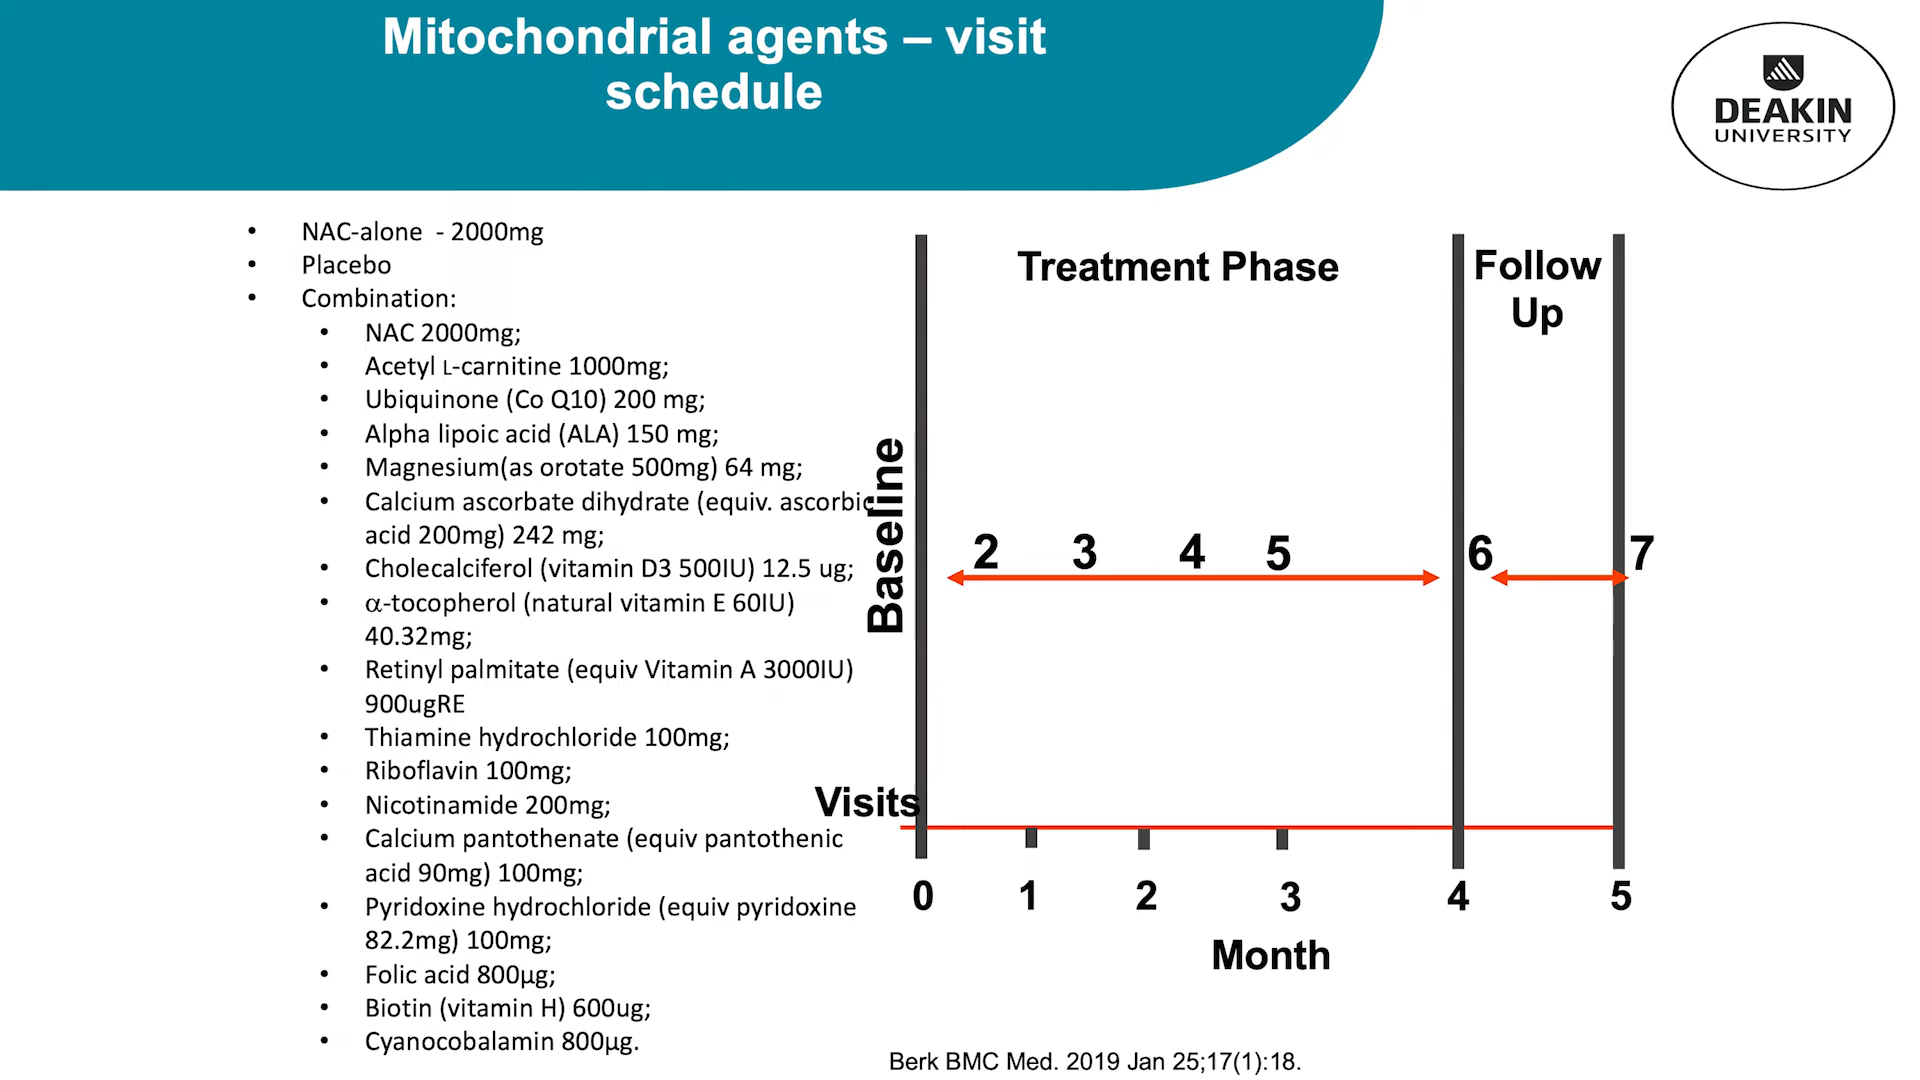 Mitochondrial agents – visit
schedule
DEAKIN
UNIVERSITY
• NAC-alone - 2000mg
• Placebo
• Combination:
• NAC 2000mg;
• Acetyl L-carnitine 1000mg;
• Ubiquinone (Co Q10) 200 mg;
• Alpha lipoic acid (ALA) 150 mg;
• Magnesium(as orotate 500mg) 64 mg;
• Calcium ascorbate dihydrate (equiv. ascorbic
acid 200mg) 242 mg;
• Cholecalciferol (vitamin D3 500IU) 12.5 ug;
• α-tocopherol (natural vitamin E 60IU)
40.32mg;
• Retinyl palmitate (equiv Vitamin A 3000IU)
900ugRE
• Thiamine hydrochloride 100mg;
• Riboflavin 100mg;
• Nicotinamide 200mg;
• Calcium pantothenate (equiv pantothenic
acid 90mg) 100mg;
• Pyridoxine hydrochloride (equiv pyridoxine
82.2mg) 100mg;
• Folic acid 800µg;
• Biotin (vitamin H) 600ug;
• Cyanocobalamin 800µg.
Treatment Phase
Follow
Up
Baseline
2 3 4 5 6 7
Visits
0 1 2 3 4 5
Month
Berk BMC Med. 2019 Jan 25;17(1):18.